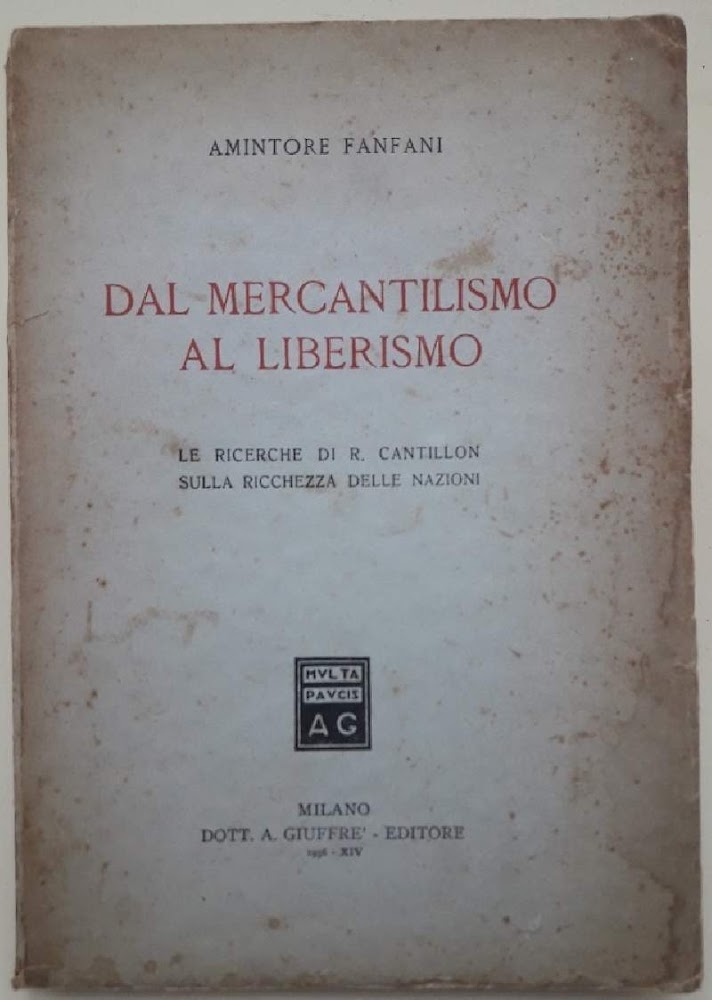 AMINTORE FANFANI
DAL MERCANTILISMO
AL LIBERISMO
LE RICERCHE DI R. CANTILLON
SULLA RICCHEZZA DELLE NAZIONI
MVLTA
PAVCIS
AG
MILANO
DOTT. A. GIUFFRE' - EDITORE
1936 - XIV